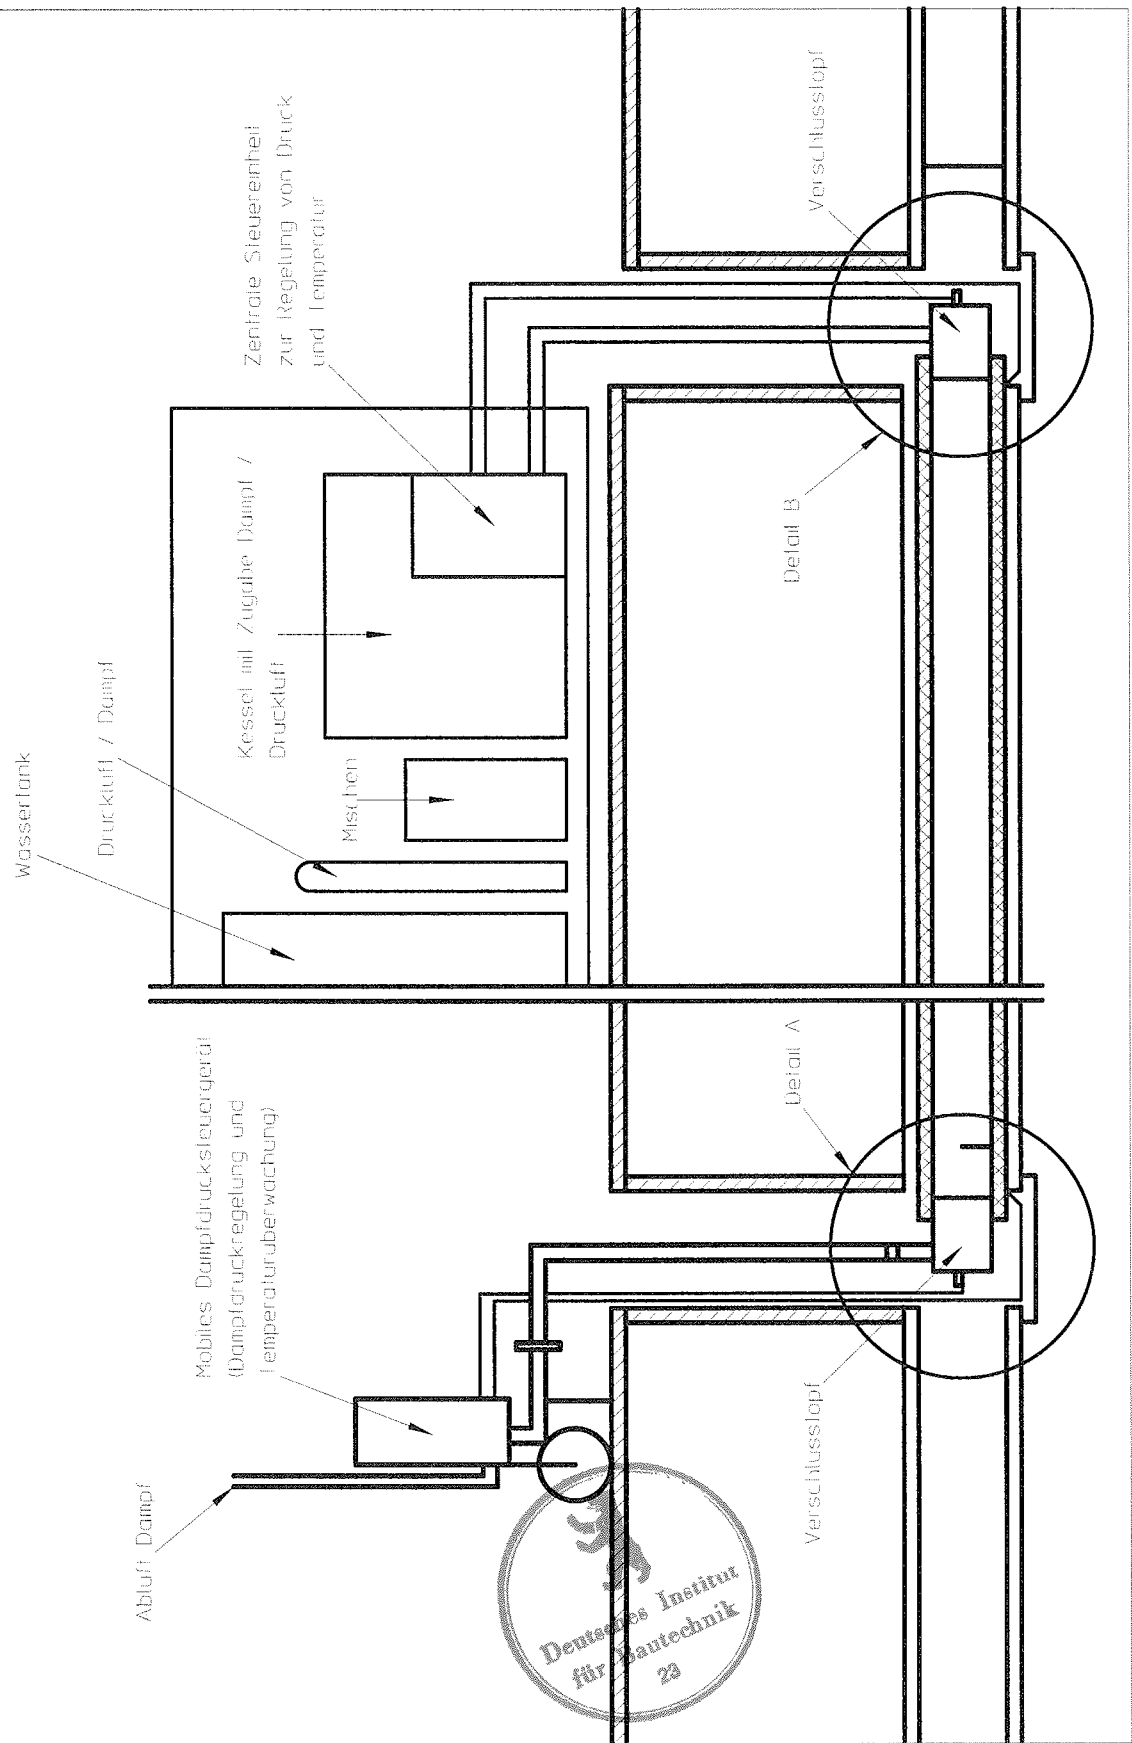 Abluft Dampf
Mobiles Dampfdrucksteuergerät
(Dampfdruckregelung und
Temperaturüberwachung)
Wassertank
Druckluft / Dampf
Mischen
Kessel mit Zugabe Dampf /
Druckluft
Zentrale Steuereinheit
zur Regelung von Druck
und Temperatur
Verschlusstopf
Detail A
Detail B
Verschlusstopf
Deutsches Institut
für Bautechnik
23